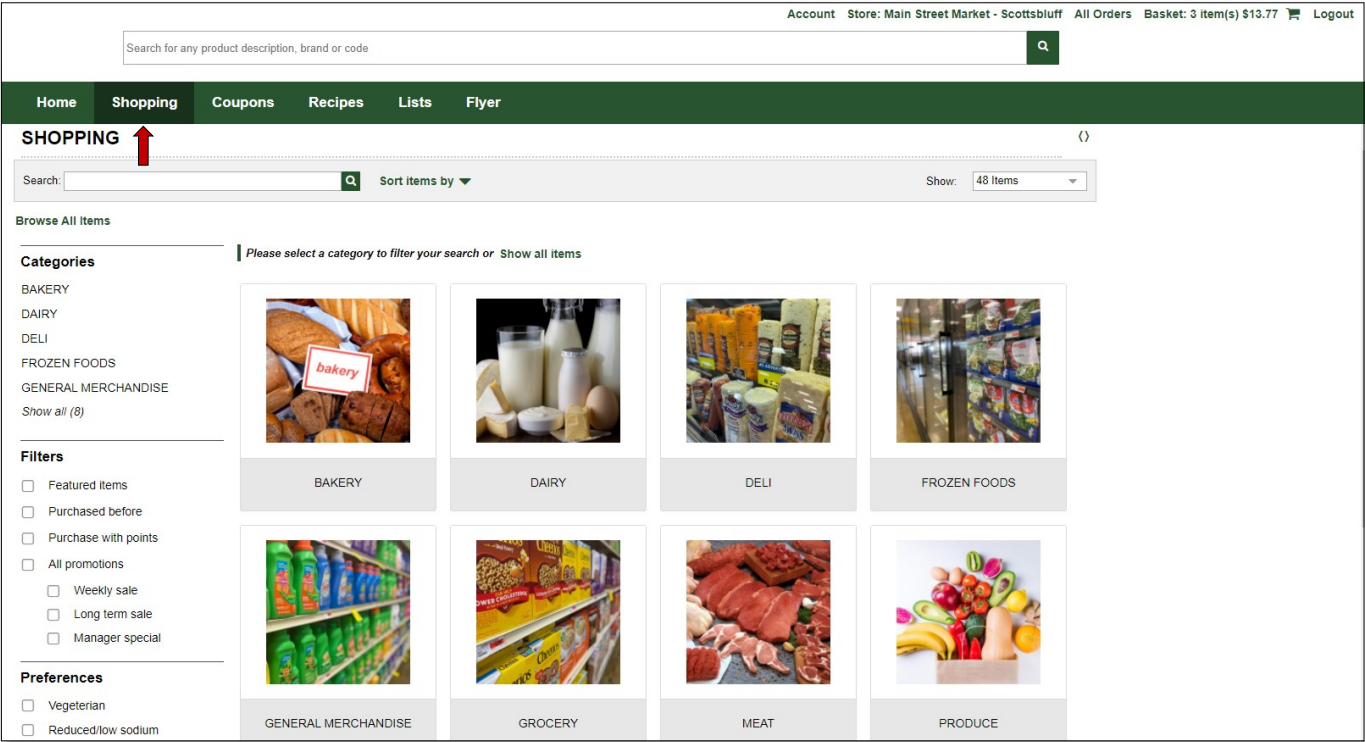 Account Store: Main Street Market - Scottsbluff All Orders Basket: 3 item(s) $13.77 Logout
Search for any product description, brand or code
Home Shopping Coupons Recipes Lists Flyer
SHOPPING
Search: Sort items by Show: 48 Items
Browse All Items
Categories
BAKERY
DAIRY
DELI
FROZEN FOODS
GENERAL MERCHANDISE
Show all (8)
Filters
Featured items
Purchased before
Purchase with points
All promotions
Weekly sale
Long term sale
Manager special
Preferences
Vegeterian
Reduced/low sodium
Please select a category to filter your search or Show all items
bakery
BAKERY DAIRY DELI FROZEN FOODS
Cheerios
OWER CHOLESTEROL
Cheerios
GENERAL MERCHANDISE GROCERY MEAT PRODUCE